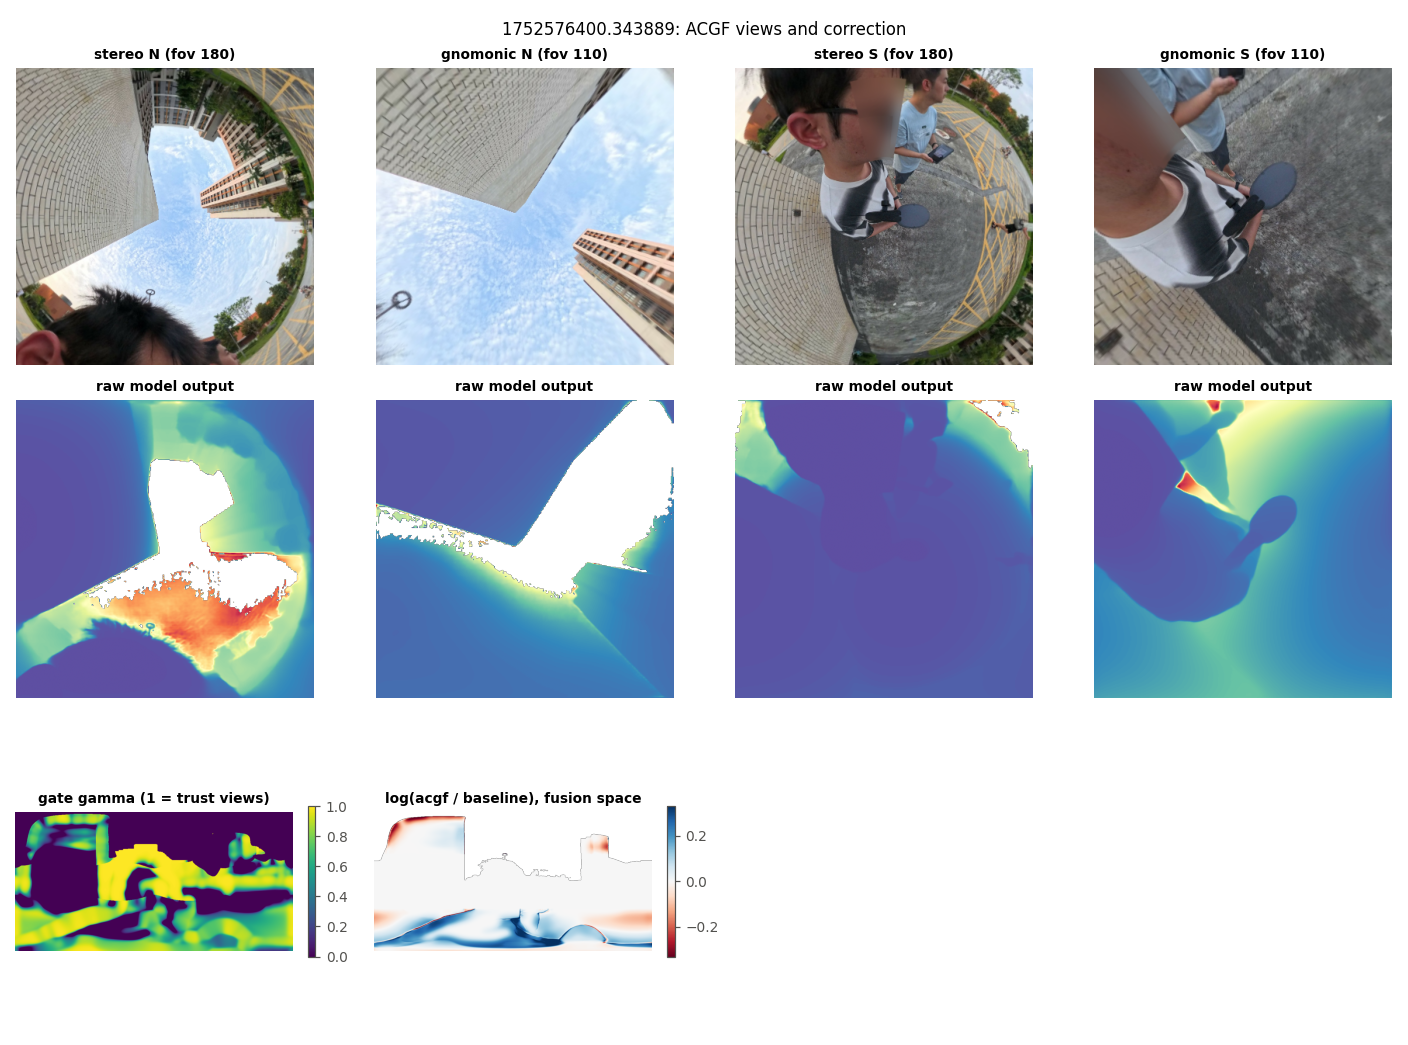 1752576400.343889: ACGF views and correction
stereo N (fov 180)
gnomonic N (fov 110)
stereo S (fov 180)
gnomonic S (fov 110)
raw model output
raw model output
raw model output
raw model output
gate gamma (1 = trust views)
1.0
0.8
0.6
0.4
0.2
0.0
log(acgf / baseline), fusion space
0.2
0.0
−0.2